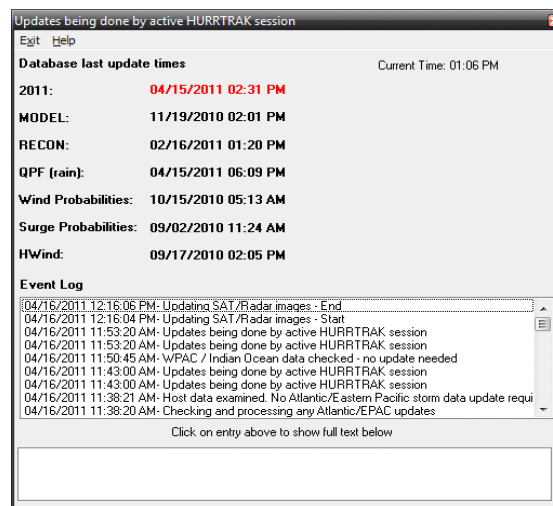 Updates being done by active HURRTRAK session
Exit Help
Database last update times Current Time: 01:06 PM
2011: 04/15/2011 02:31 PM
MODEL: 11/19/2010 02:01 PM
RECON: 02/16/2011 01:20 PM
QPF (rain): 04/15/2011 06:09 PM
Wind Probabilities: 10/15/2010 05:13 AM
Surge Probabilities: 09/02/2010 11:24 AM
HWind: 09/17/2010 02:05 PM
Event Log
04/16/2011 12:16:06 PM- Updating SAT/Radar images - End
04/16/2011 12:16:04 PM- Updating SAT/Radar images - Start
04/16/2011 11:53:20 AM- Updates being done by active HURRTRAK session
04/16/2011 11:53:20 AM- Updates being done by active HURRTRAK session
04/16/2011 11:50:45 AM- WPAC / Indian Ocean data checked - no update needed
04/16/2011 11:43:00 AM- Updates being done by active HURRTRAK session
04/16/2011 11:43:00 AM- Updates being done by active HURRTRAK session
04/16/2011 11:38:21 AM- Host data examined. No Atlantic/Eastern Pacific storm data update requi
04/16/2011 11:38:20 AM- Checking and processing any Atlantic/EPAC updates
Click on entry above to show full text below